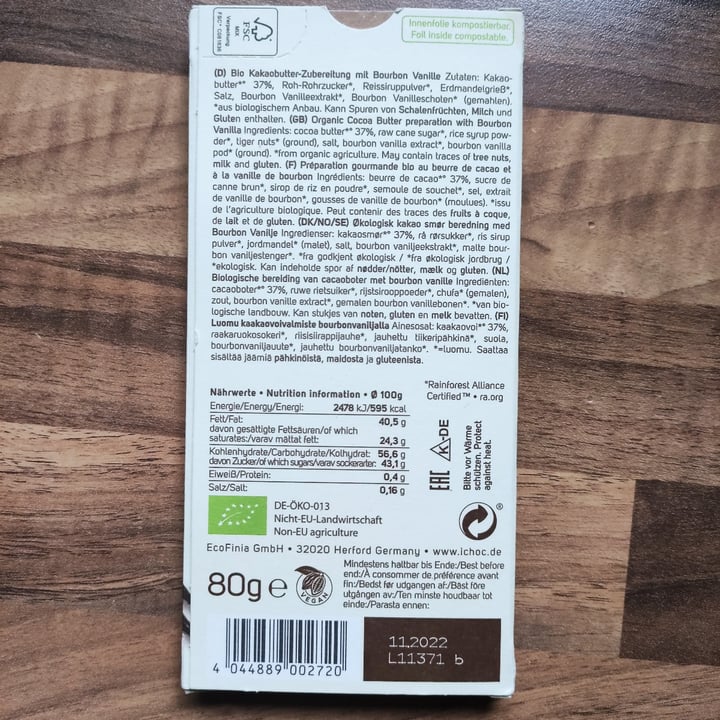 FSC® C081836
Verpackung
MIX
FSC
Innenfolie kompostierbar.
Foil inside compostable.
(D) Bio Kakaobutter-Zubereitung mit Bourbon Vanille Zutaten: Kakao-
butter*° 37%, Roh-Rohrzucker*, Reissiruppulver*, Erdmandelgrieß*,
Salz, Bourbon Vanilleextrakt*, Bourbon Vanilleschoten* (gemahlen).
*aus biologischem Anbau. Kann Spuren von Schalenfrüchten, Milch und
Gluten enthalten. (GB) Organic Cocoa Butter preparation with Bourbon
Vanilla Ingredients: cocoa butter*° 37%, raw cane sugar*, rice syrup pow-
der*, tiger nuts* (ground), salt, bourbon vanilla extract*, bourbon vanilla
pod* (ground). *from organic agriculture. May contain traces of tree nuts,
milk and gluten. (F) Préparation gourmande bio au beurre de cacao et
à la vanille de bourbon Ingrédients: beurre de cacao*° 37%, sucre de
canne brun*, sirop de riz en poudre*, semoule de souchet*, sel, extrait
de vanille de bourbon*, gousses de vanille de bourbon* (moulues). *issu
de l'agriculture biologique. Peut contenir des traces des fruits à coque,
de lait et de gluten. (DK/NO/SE) Økologisk kakao smør beredning med
Bourbon Vanilje Ingredienser: kakaosmør*° 37%, rå rørsukker*, ris sirup
pulver*, jordmandel* (malet), salt, bourbon vaniljeekstrakt*, malte bour-
bon vaniljestenger*. *fra godkjent økologisk / *fra økologisk jordbrug /
*ekologisk. Kan indeholde spor af nødder/nötter, mælk og gluten. (NL)
Biologische bereiding van cacaoboter met bourbon vanille Ingrediënten:
cacaoboter*° 37%, ruwe rietsuiker*, rijststrooppoeder*, chufa* (gemalen),
zout, bourbon vanille extract*, gemalen bourbon vanillebonen*. *van bio-
logische landbouw. Kan stukjes van noten, gluten en melk bevatten. (FI)
Luomu kaakaovoivalmiste bourbonvaniljalla Ainesosat: kaakaovoi*° 37%,
raakaruokosokeri*, riisisiirappijauhe*, jauhettu tiikeripähkinä*, suola,
bourbonvaniljauute*, jauhettu bourbonvaniljatanko*. *=luomu. Saattaa
sisältää jäämiä pähkinöistä, maidosta ja gluteenista.
Nährwerte • Nutrition information • Ø 100g
Energie/Energy/Energi: 2478 kJ/595 kcal
Fett/Fat: 40,5 g
davon gesättigte Fettsäuren/of which
saturates:/varav mättat fett: 24,3 g
Kohlenhydrate/Carbohydrate/Kolhydrat: 56,6 g
davon Zucker/of which sugars/varav sockerarter: 43,1 g
Eiweiß/Protein: 0,4 g
Salz/Salt: 0,16 g
°Rainforest Alliance
Certified™ • ra.org
EAC
K-DE
Bitte vor Wärme
schützen. Protect
against heat.
DE-ÖKO-013
Nicht-EU-Landwirtschaft
Non-EU agriculture
EcoFinia GmbH • 32020 Herford Germany • www.ichoc.de
80g e
VEGAN
Mindestens haltbar bis Ende:/Best before
end:/À consommer de préférence avant
fin:/Bedst før udgangen af:/Bäst före
utgången av:/Ten minste houdbaar tot
einde:/Parasta ennen:
4 044889 002720
11.2022
L11371 b